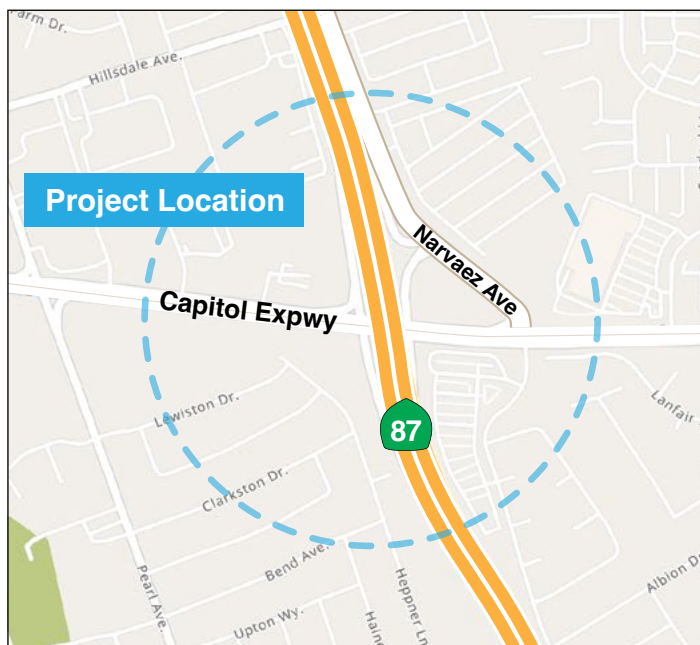 Farm Dr.
Hillsdale Ave.
Project Location
Narvaez Ave
Capitol Expwy
Lewiston Dr.
Lanfair
87
Clarkston Dr.
Bend Ave.
Pearl Ave.
Heppner Ln.
Albion Dr
Upton Wy.